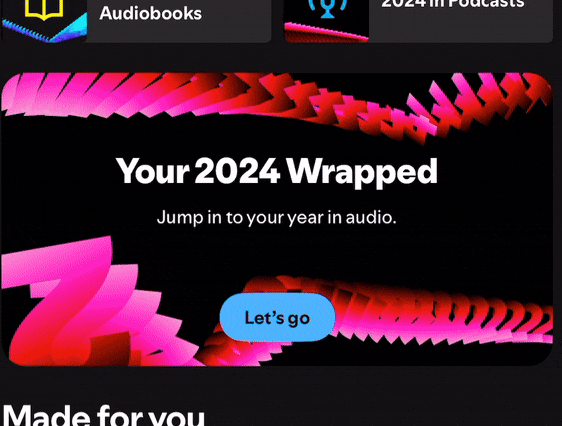 Audiobooks
2024 in Podcasts
Your 2024 Wrapped
Jump in to your year in audio.
Let's go
Made for you